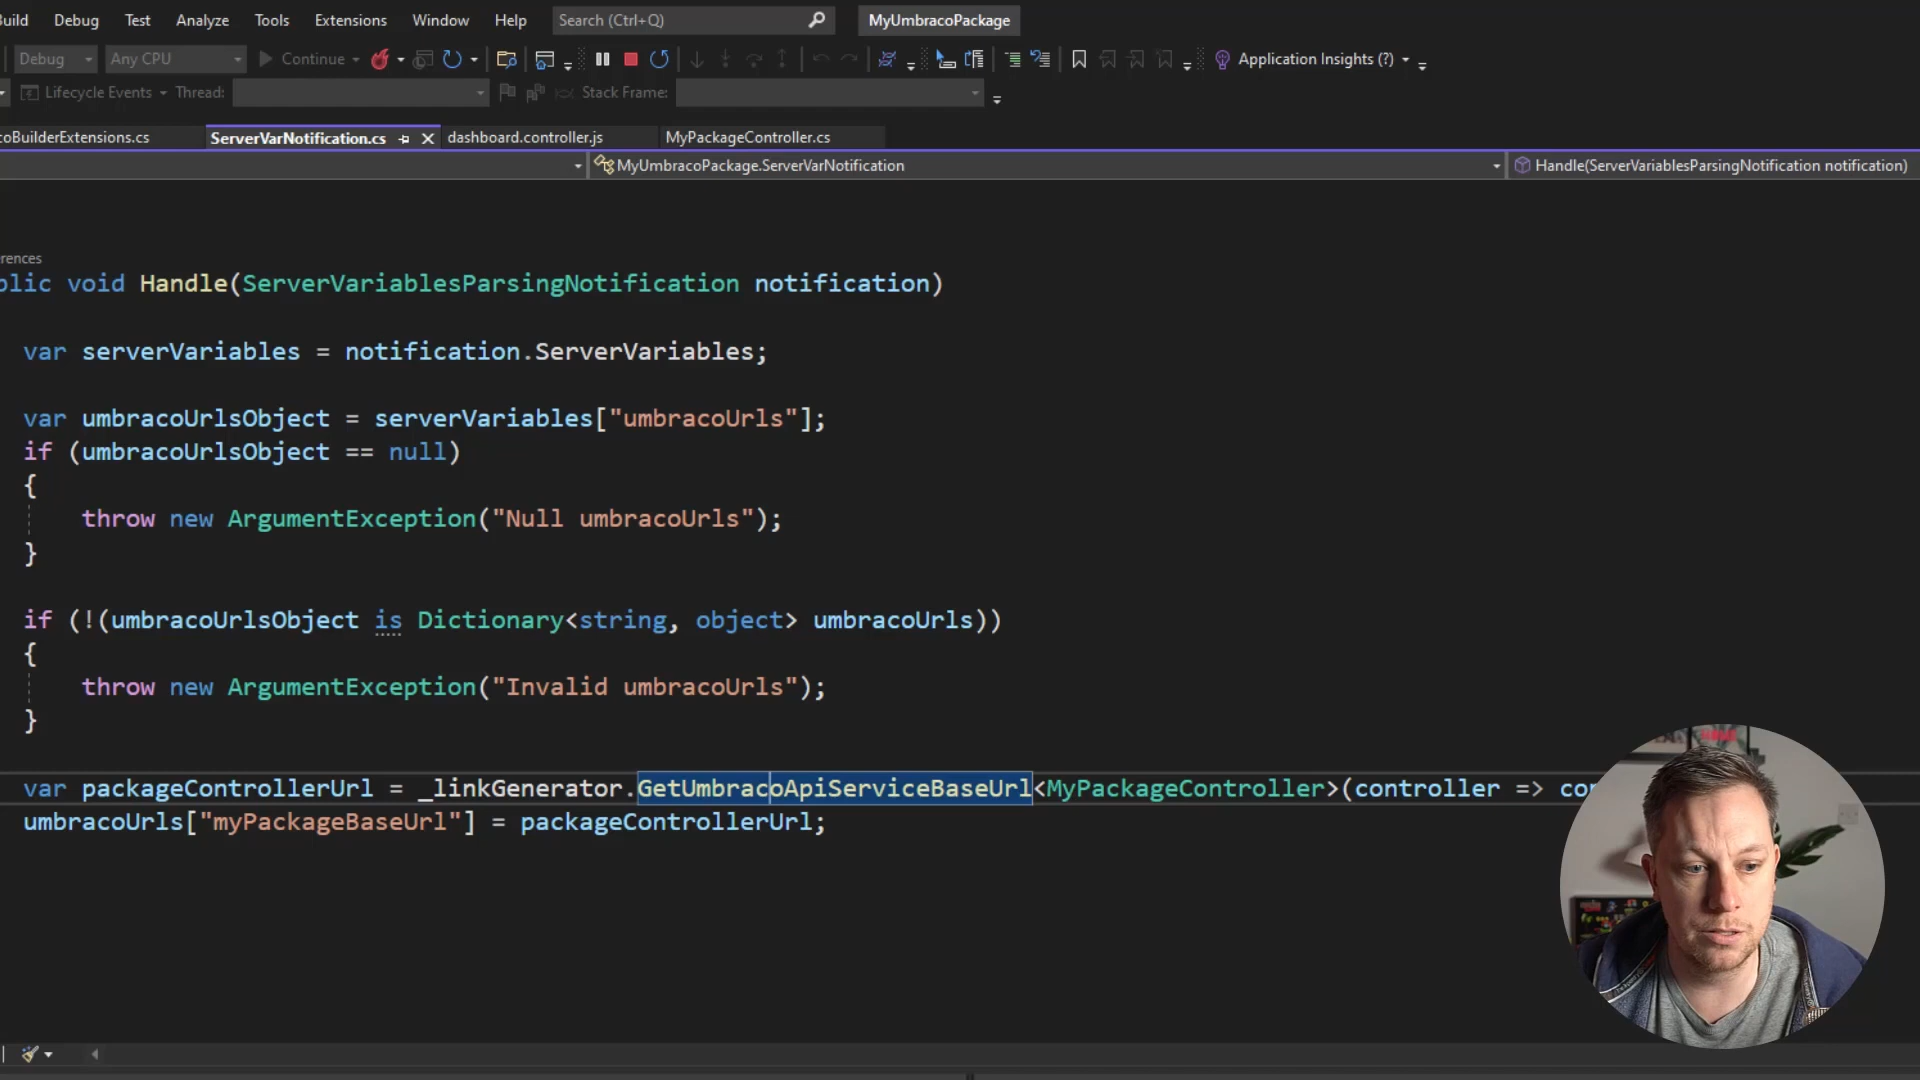 Debug Test Analyze Tools Extensions Window Help Search (Ctrl+Q) MyUmbracoPackage
Debug Any CPU Continue Application Insights (?)
Lifecycle Events Thread: Stack Frame:
coBuilderExtensions.cs ServerVarNotification.cs dashboard.controller.js MyPackageController.cs
MyUmbracoPackage.ServerVarNotification Handle(ServerVariablesParsingNotification notification)
erences
blic void Handle(ServerVariablesParsingNotification notification)
var serverVariables = notification.ServerVariables;
var umbracoUrlsObject = serverVariables["umbracoUrls"];
if (umbracoUrlsObject == null)
{
throw new ArgumentException("Null umbracoUrls");
}
if (!(umbracoUrlsObject is Dictionary<string, object> umbracoUrls))
{
throw new ArgumentException("Invalid umbracoUrls");
}
var packageControllerUrl = _linkGenerator.GetUmbracoApiServiceBaseUrl<MyPackageController>(controller => con
umbracoUrls["myPackageBaseUrl"] = packageControllerUrl;